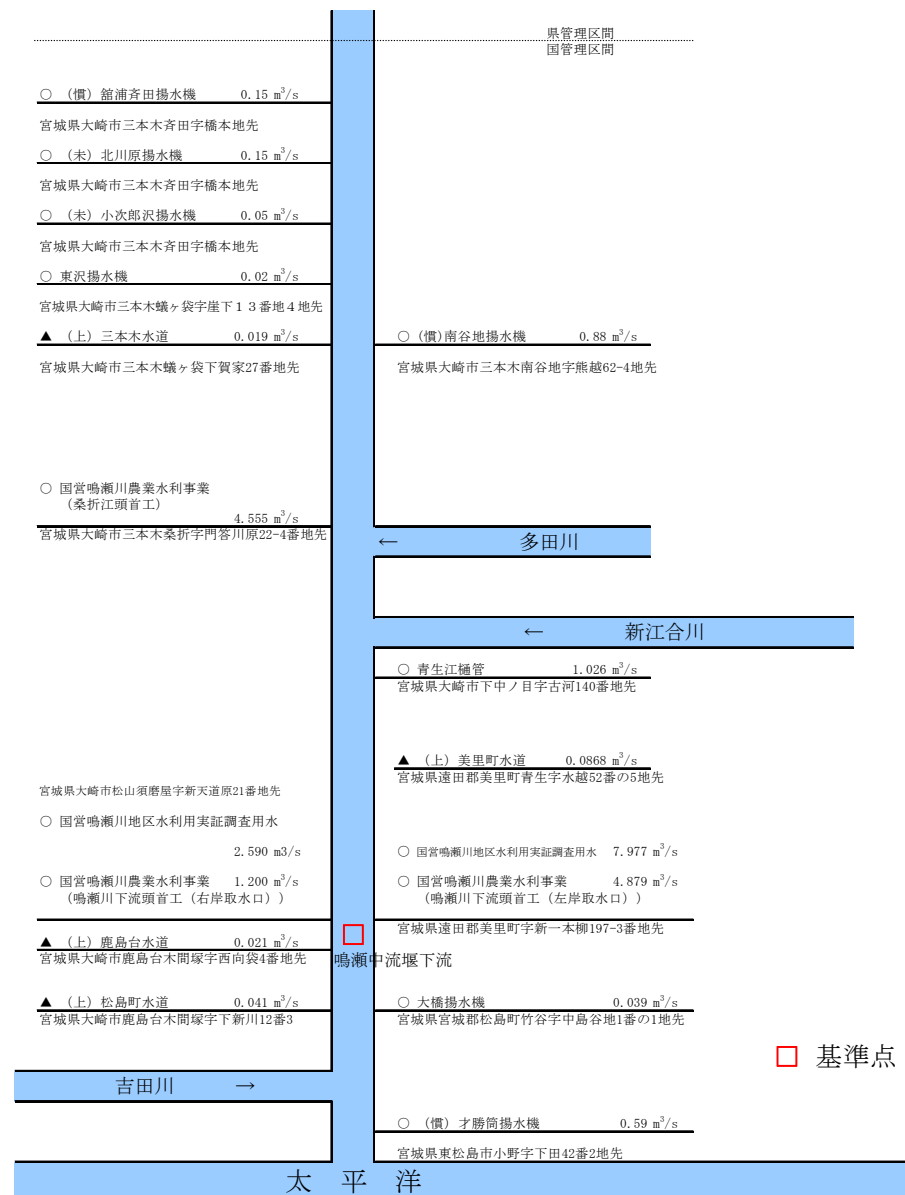 県管理区間
国管理区間
○ (慣) 舘浦斉田揚水機 0.15 m³/s
宮城県大崎市三本木斉田字橋本地先
○ (未) 北川原揚水機 0.15 m³/s
宮城県大崎市三本木斉田字橋本地先
○ (未) 小次郎沢揚水機 0.05 m³/s
宮城県大崎市三本木斉田字橋本地先
○ 東沢揚水機 0.02 m³/s
宮城県大崎市三本木蟻ヶ袋字崖下13番地4地先
▲ (上) 三本木水道 0.019 m³/s
宮城県大崎市三本木蟻ヶ袋下賀家27番地先
○ (慣)南谷地揚水機 0.88 m³/s
宮城県大崎市三本木南谷地字熊越62-4地先
○ 国営鳴瀬川農業水利事業
(桑折江頭首工)
4.555 m³/s
宮城県大崎市三本木桑折字門答川原22-4番地先
← 多田川
← 新江合川
○ 青生江樋管 1.026 m³/s
宮城県大崎市下中ノ目字古河140番地先
▲ (上) 美里町水道 0.0868 m³/s
宮城県遠田郡美里町青生字水越52番の5地先
宮城県大崎市松山須磨屋字新天道原21番地先
○ 国営鳴瀬川地区水利用実証調査用水
2.590 m3/s
○ 国営鳴瀬川地区水利用実証調査用水 7.977 m³/s
○ 国営鳴瀬川農業水利事業 1.200 m³/s
(鳴瀬川下流頭首工(右岸取水口))
○ 国営鳴瀬川農業水利事業 4.879 m³/s
(鳴瀬川下流頭首工(左岸取水口))
宮城県遠田郡美里町字新一本柳197-3番地先
▲ (上) 鹿島台水道 0.021 m³/s
宮城県大崎市鹿島台木間塚字西向袋4番地先
鳴瀬中流堰下流
▲ (上) 松島町水道 0.041 m³/s
宮城県大崎市鹿島台木間塚字下新川12番3
○ 大橋揚水機 0.039 m³/s
宮城県宮城郡松島町竹谷字中島谷地1番の1地先
□ 基準点
吉田川 →
○ (慣) 才勝筒揚水機 0.59 m³/s
宮城県東松島市小野字下田42番2地先
太平洋